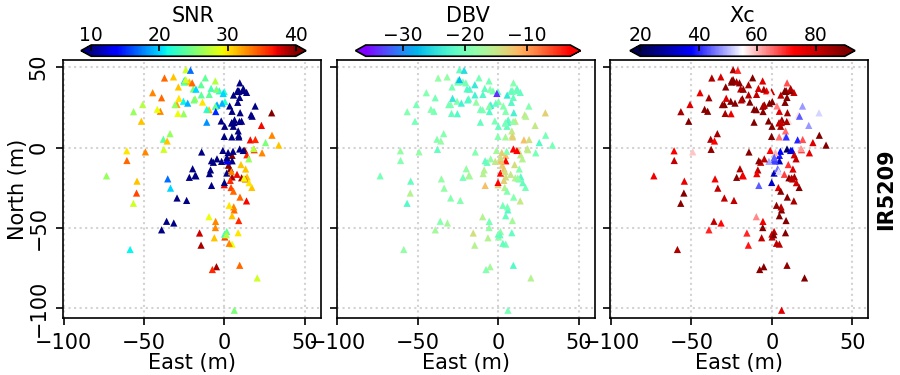 SNR DBV Xc
10 20 30 40 −30 −20 −10 20 40 60 80
50
0
−50
−100
North (m)
−100 −50 0 50 −100 −50 0 50 −100 −50 0 50
East (m) East (m) East (m)
IR5209